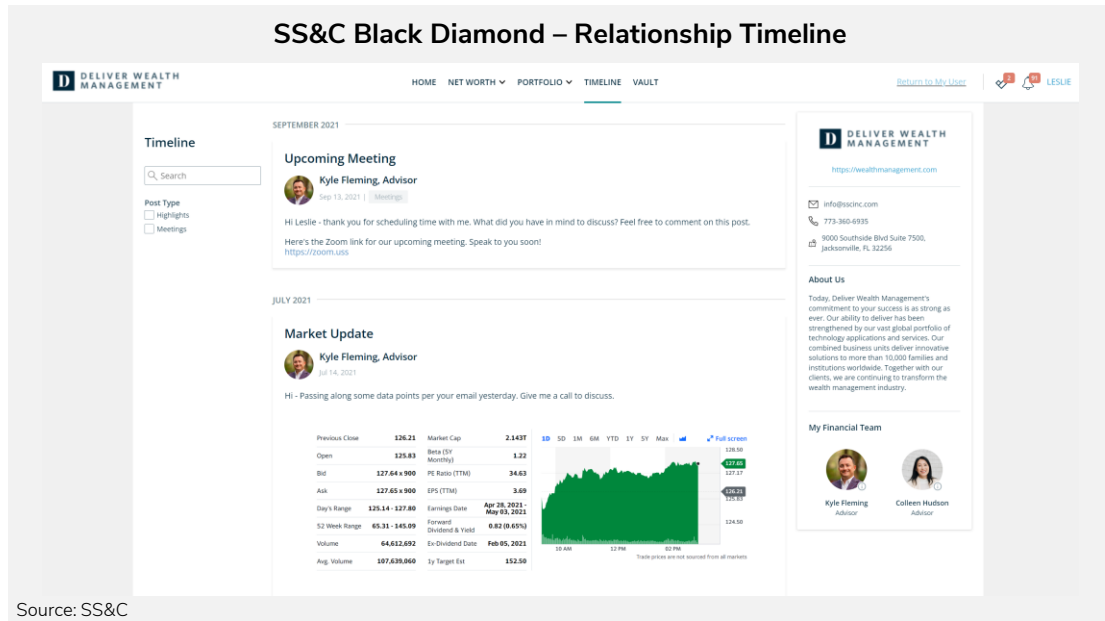 SS&C Black Diamond – Relationship Timeline
DELIVER WEALTH
MANAGEMENT
HOME NET WORTH PORTFOLIO TIMELINE VAULT
Return to My User
2
91
LESLIE
Timeline
Search
Post Type
Highlights
Meetings
SEPTEMBER 2021
Upcoming Meeting
Kyle Fleming, Advisor
Sep 13, 2021 | Meetings
Hi Leslie - thank you for scheduling time with me. What did you have in mind to discuss? Feel free to comment on this post.
Here's the Zoom link for our upcoming meeting. Speak to you soon!
https://zoom.uss
JULY 2021
Market Update
Kyle Fleming, Advisor
Jul 14, 2021
Hi - Passing along some data points per your email yesterday. Give me a call to discuss.
Previous Close 126.21
Open 125.83
Bid 127.64 x 900
Ask 127.65 x 900
Day's Range 125.14 - 127.80
52 Week Range 65.31 - 145.09
Volume 64,612,692
Avg. Volume 107,639,060
Market Cap 2.143T
Beta (5Y
Monthly) 1.22
PE Ratio (TTM) 34.63
EPS (TTM) 3.69
Earnings Date Apr 28, 2021 -
May 03, 2021
Forward
Dividend & Yield 0.82 (0.65%)
Ex-Dividend Date Feb 05, 2021
1y Target Est 152.50
1D 5D 1M 6M YTD 1Y 5Y Max Full screen
128.50
127.65
127.17
126.21
125.83
124.50
10 AM 12 PM 02 PM
Trade prices are not sourced from all markets
D DELIVER WEALTH
MANAGEMENT
https://wealthmanagement.com
info@sscinc.com
773-360-6935
9000 Southside Blvd Suite 7500,
Jacksonville, FL 32256
About Us
Today, Deliver Wealth Management's
commitment to your success is as strong as
ever. Our ability to deliver has been
strengthened by our vast global portfolio of
technology applications and services. Our
combined business units deliver innovative
solutions to more than 10,000 families and
institutions worldwide. Together with our
clients, we are continuing to transform the
wealth management industry.
My Financial Team
Kyle Fleming
Advisor
Colleen Hudson
Advisor
Source: SS&C